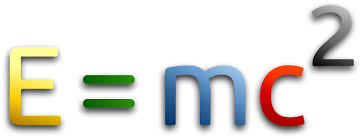 E = mc²